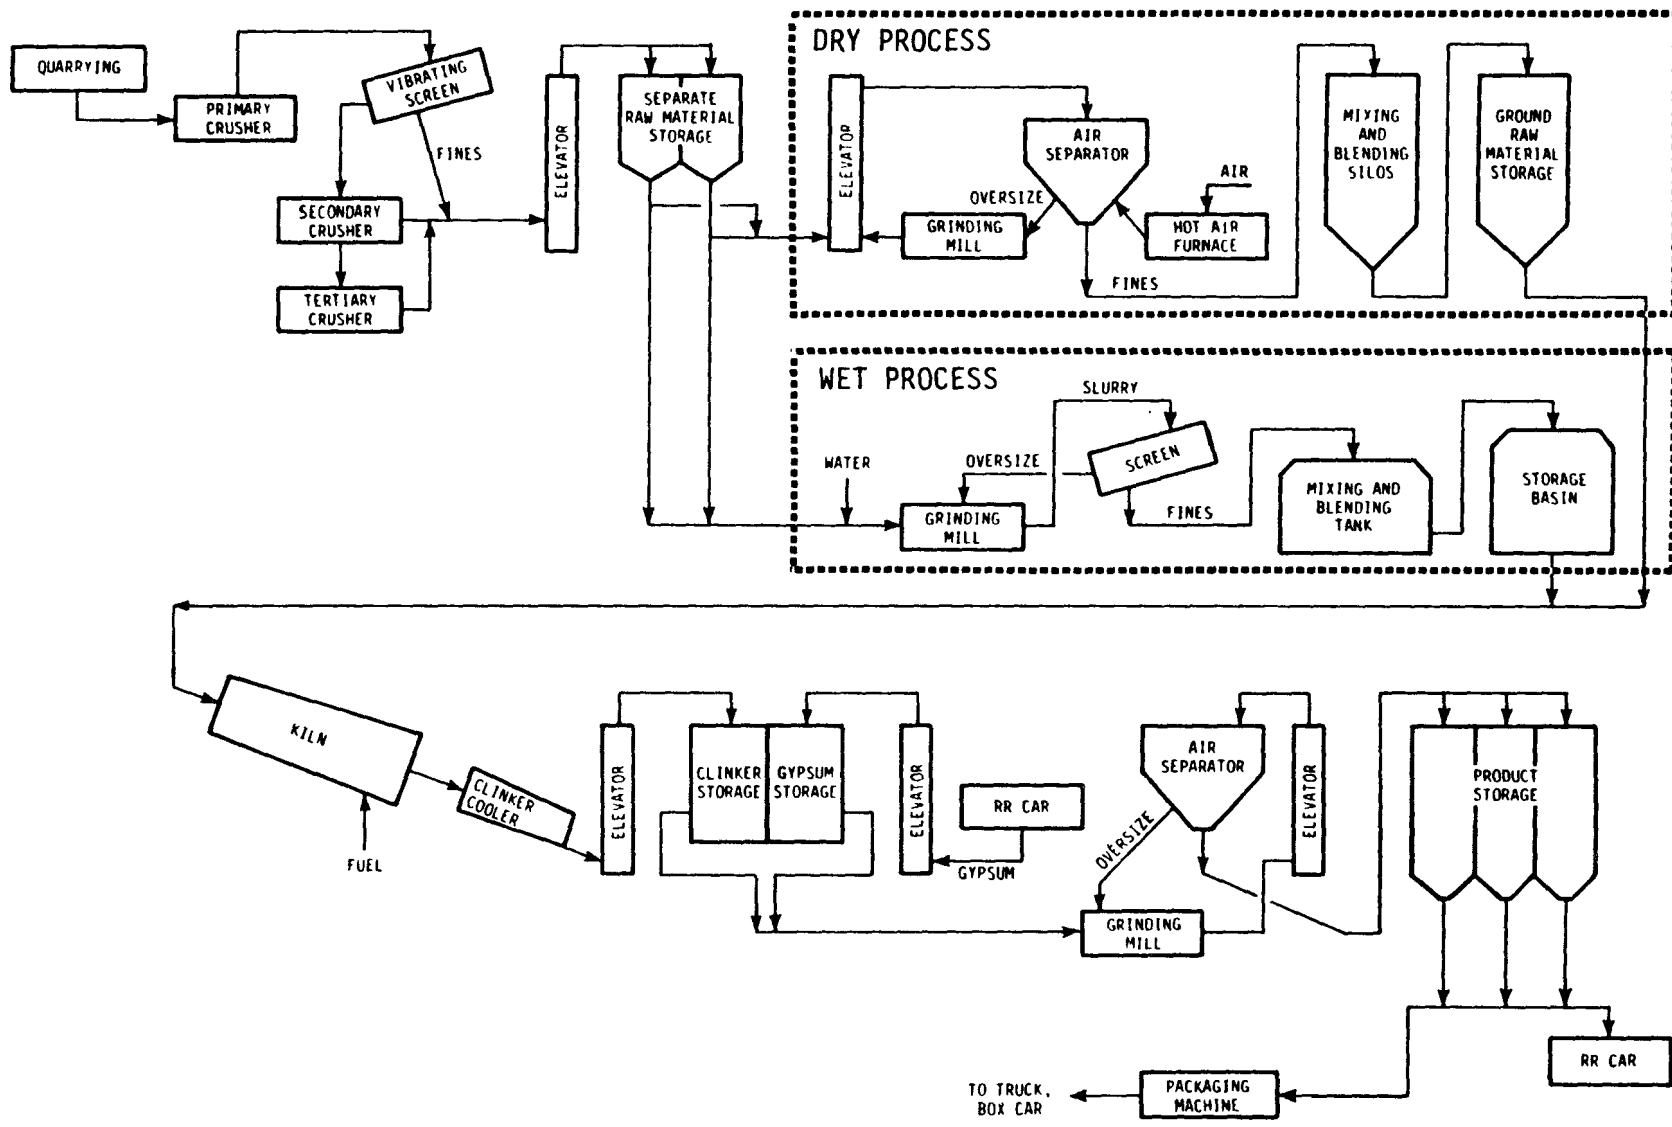 QUARRYING
PRIMARY
CRUSHER
VIBRATING
SCREEN
FINES
SECONDARY
CRUSHER
TERTIARY
CRUSHER
ELEVATOR
SEPARATE
RAW MATERIAL
STORAGE
DRY PROCESS
ELEVATOR
AIR
SEPARATOR
OVERSIZE
GRINDING
MILL
AIR
HOT AIR
FURNACE
FINES
MIXING
AND
BLENDING
SILOS
GROUND
RAW
MATERIAL
STORAGE
WET PROCESS
WATER
GRINDING
MILL
OVERSIZE
SLURRY
SCREEN
FINES
MIXING AND
BLENDING
TANK
STORAGE
BASIN
KILN
FUEL
CLINKER
COOLER
ELEVATOR
CLINKER
STORAGE
GYPSUM
STORAGE
ELEVATOR
RR CAR
GYPSUM
AIR
SEPARATOR
OVERSIZE
GRINDING
MILL
ELEVATOR
PRODUCT
STORAGE
RR CAR
PACKAGING
MACHINE
TO TRUCK,
BOX CAR